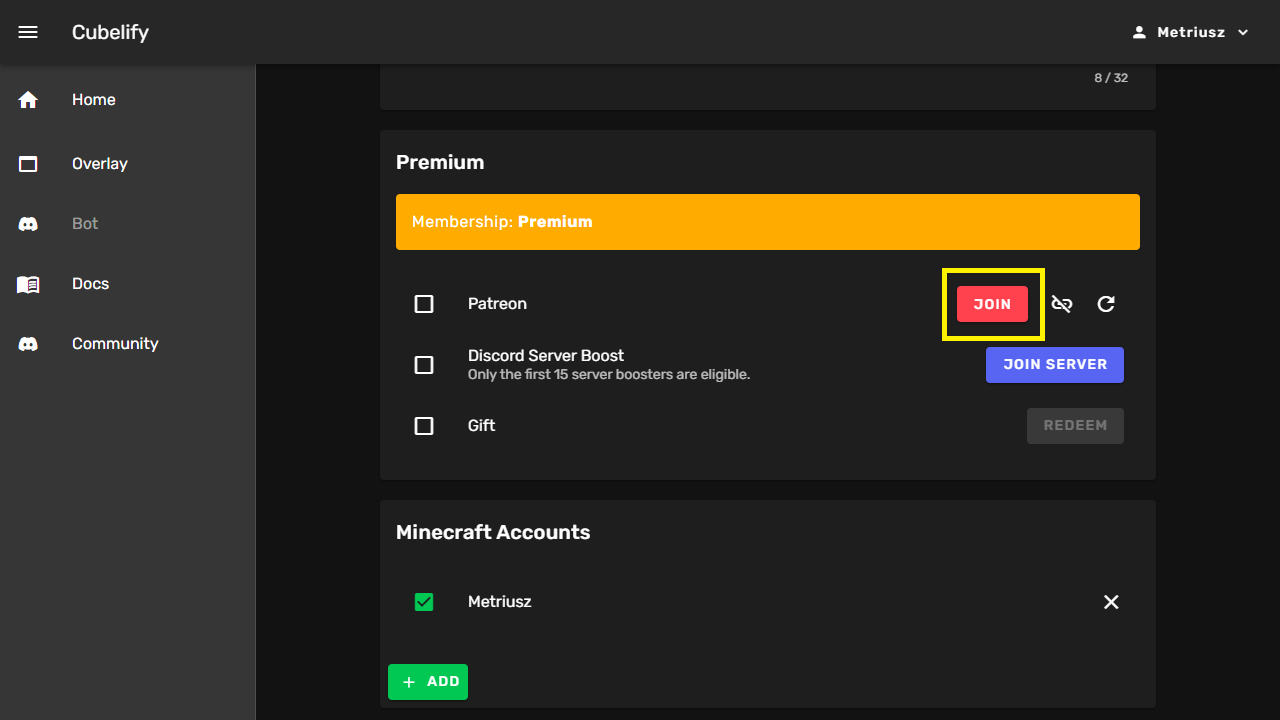 Cubelify
Metriusz
Home
Overlay
Bot
Docs
Community
8 / 32
Premium
Membership: Premium
Patreon
JOIN
Discord Server Boost
Only the first 15 server boosters are eligible.
JOIN SERVER
Gift
REDEEM
Minecraft Accounts
Metriusz
+ ADD